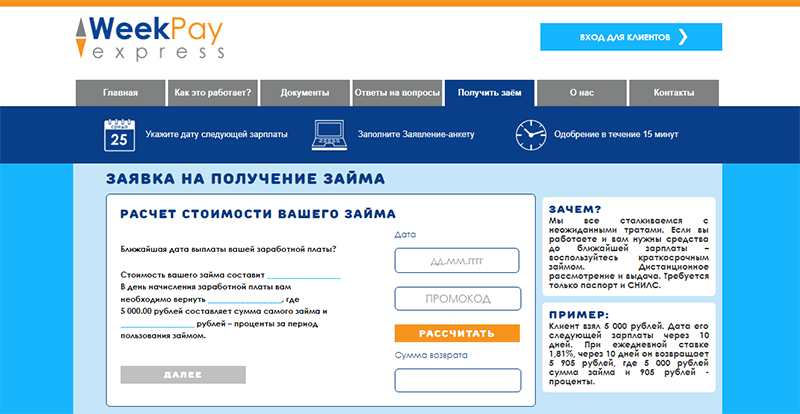 WeekPay
express
ВХОД ДЛЯ КЛИЕНТОВ
Главная
Как это работает?
Документы
Ответы на вопросы
Получить заём
О нас
Контакты
СРЕДА
25
Укажите дату следующей зарплаты
Заполните Заявление-анкету
Одобрение в течение 15 минут
ЗАЯВКА НА ПОЛУЧЕНИЕ ЗАЙМА
РАСЧЕТ СТОИМОСТИ ВАШЕГО ЗАЙМА
Ближайшая дата выплаты вашей заработной платы?
Стоимость вашего займа составит
В день начисления заработной платы вам
необходимо вернуть , где
5 000.00 рублей составляет сумма самого займа и
рублей – проценты за период
пользования займом.
ДАЛЕЕ
Дата
ДД.ММ.ГГГГ
ПРОМОКОД
РАССЧИТАТЬ
Сумма возврата
ЗАЧЕМ?
Мы все сталкиваемся с
неожиданными тратами. Если вы
работаете и вам нужны средства
до ближайшей зарплаты –
воспользуйтесь краткосрочным
займом. Дистанционное
рассмотрение и выдача. Требуется
только паспорт и СНИЛС.
ПРИМЕР:
Клиент взял 5 000 рублей. Дата его
следующей зарплаты через 10
дней. При ежедневной ставке
1,81%, через 10 дней он возвращает
5 905 рублей, где 5 000 рублей
сумма займа и 905 рублей -
проценты.